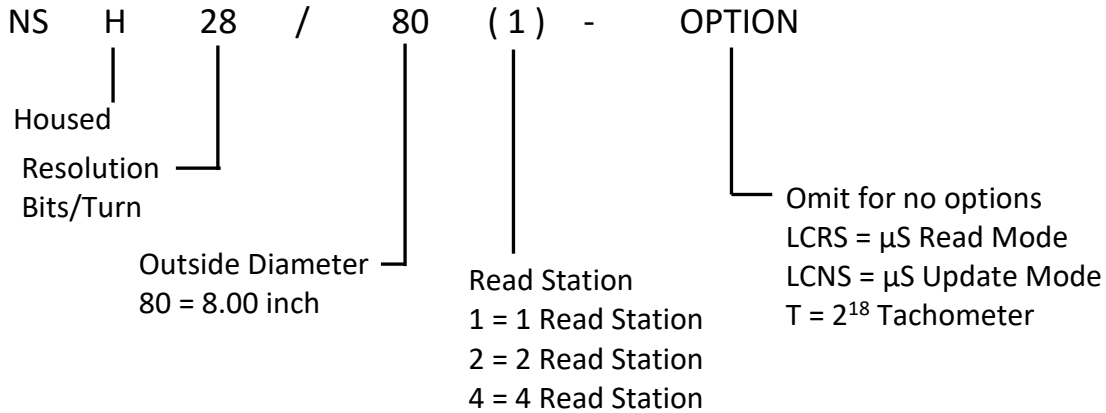 NS H 28 / 80 ( 1 ) - OPTION
Housed
Resolution
Bits/Turn
Outside Diameter
80 = 8.00 inch
Read Station
1 = 1 Read Station
2 = 2 Read Station
4 = 4 Read Station
Omit for no options
LCRS = µS Read Mode
LCNS = µS Update Mode
T = 2¹⁸ Tachometer